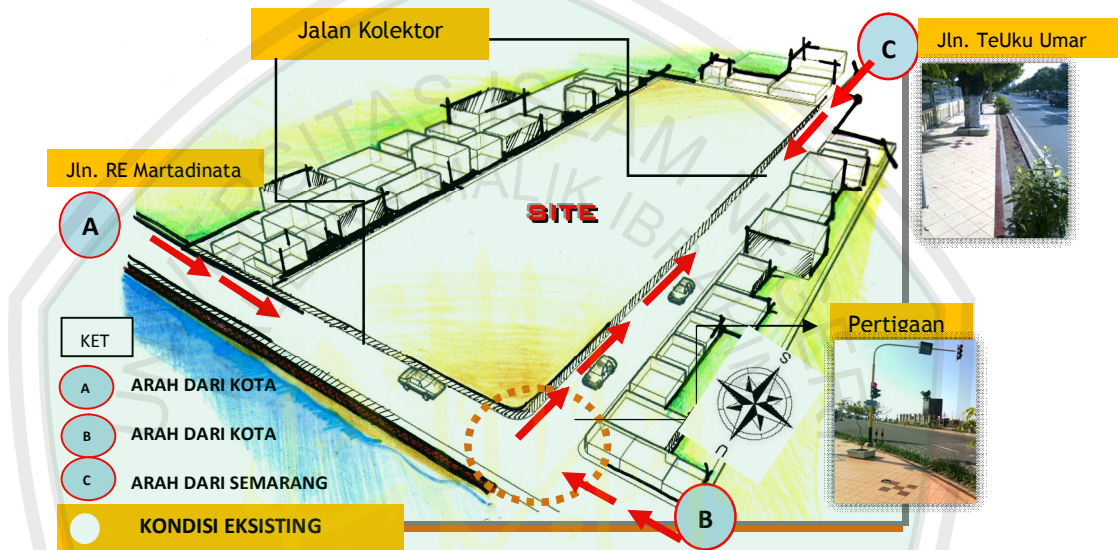 Jalan Kolektor
C
Jln. TeUku Umar
Jln. RE Martadinata
A
SITE
Pertigaan
KET
S
U
A ARAH DARI KOTA
B ARAH DARI KOTA
C ARAH DARI SEMARANG
B
KONDISI EKSISTING